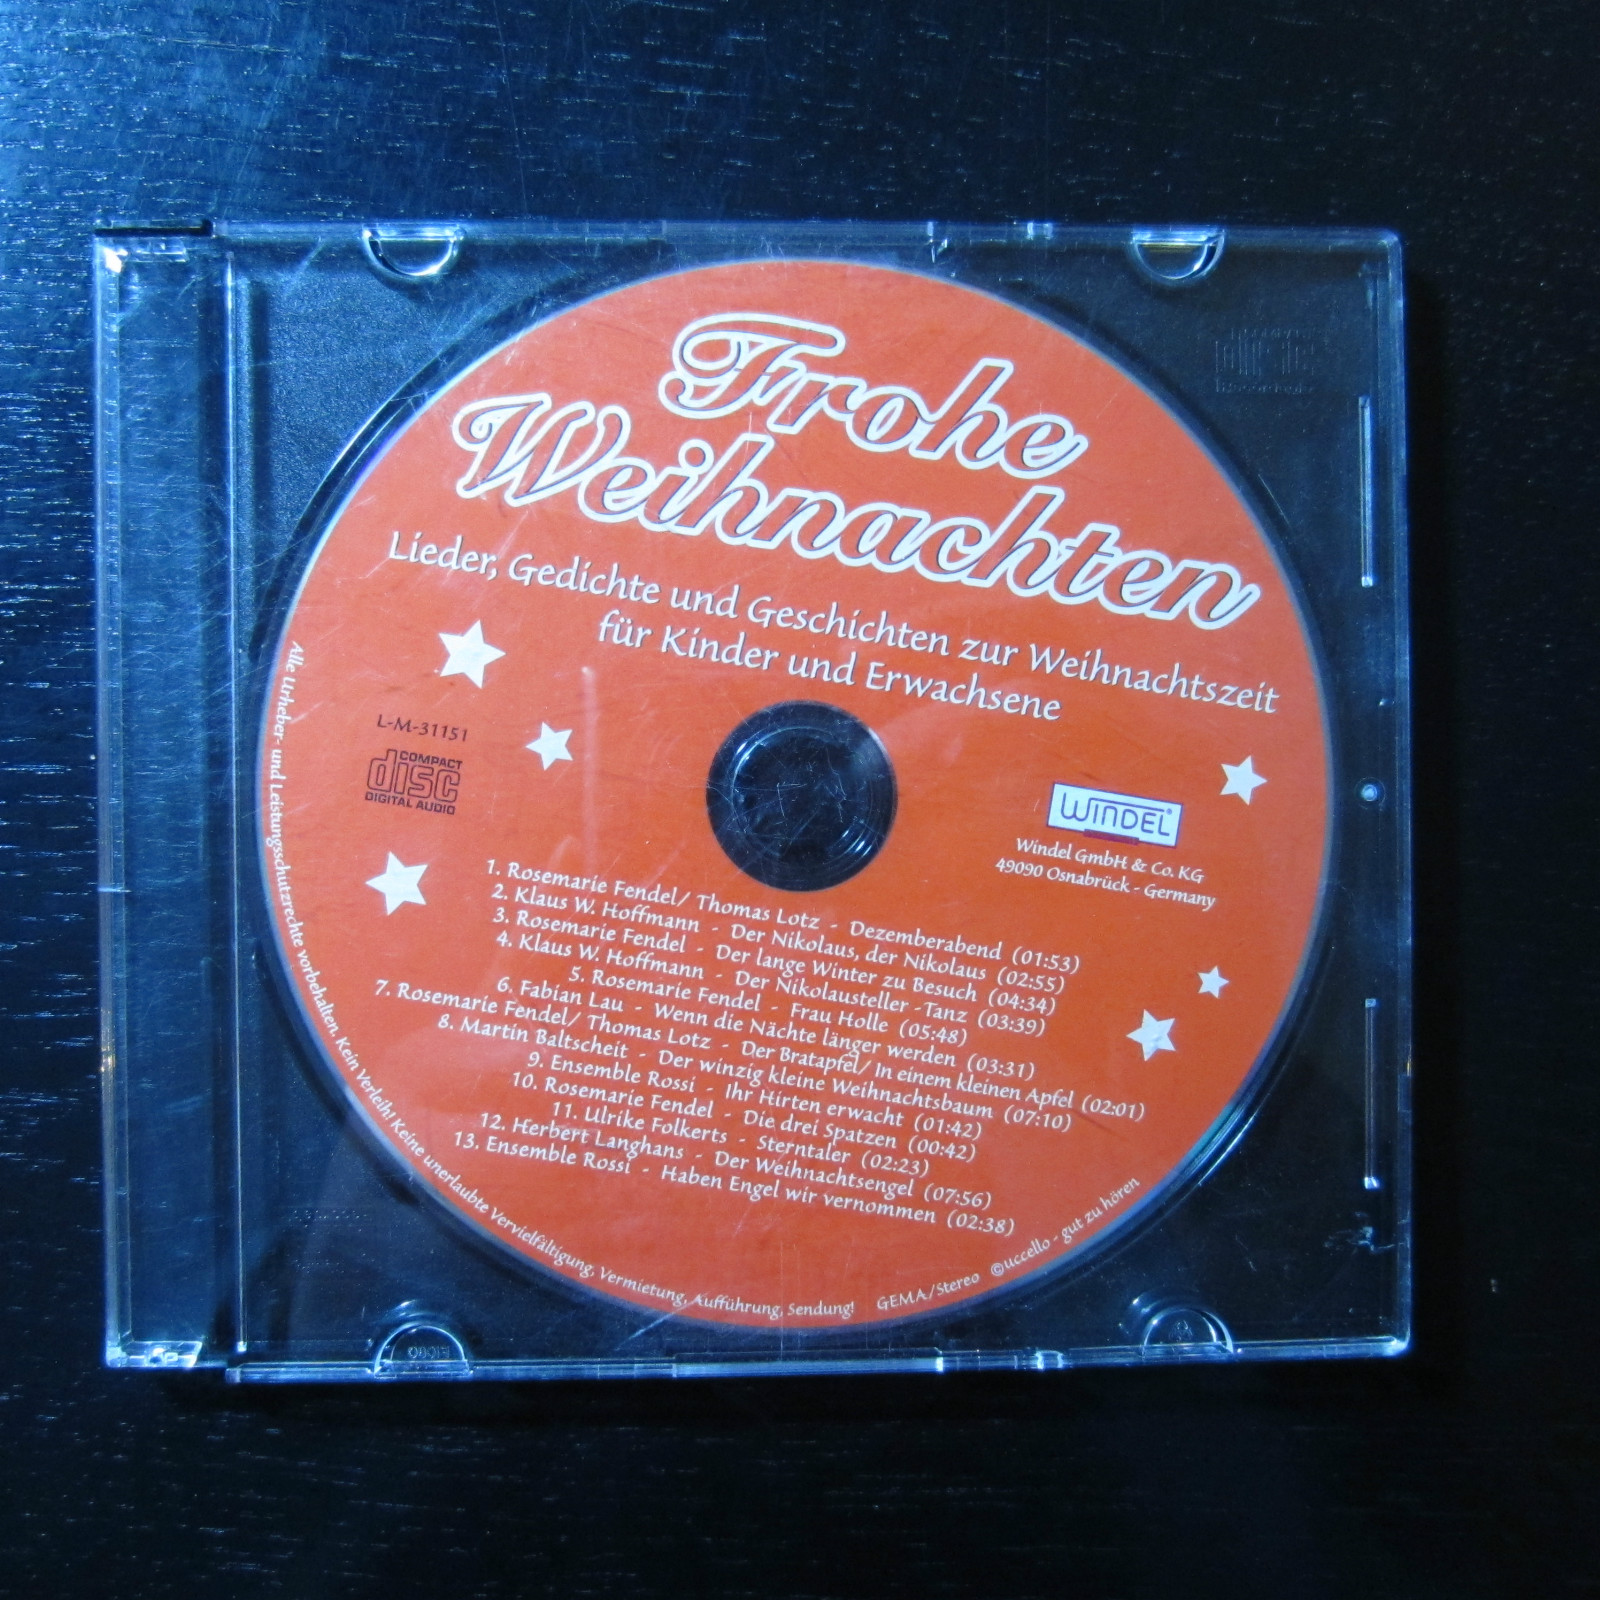 Frohe
Weihnachten
Lieder, Gedichte und Geschichten zur Weihnachtszeit
für Kinder und Erwachsene
L-M-31151
COMPACT
disc
DIGITAL AUDIO
WINDEL®
Windel GmbH & Co. KG
49090 Osnabrück - Germany
1. Rosemarie Fendel/ Thomas Lotz - Dezemberabend (01:53)
2. Klaus W. Hoffmann - Der Nikolaus, der Nikolaus (02:55)
3. Rosemarie Fendel - Der lange Winter zu Besuch (04:34)
4. Klaus W. Hoffmann - Der Nikolausteller -Tanz (03:39)
5. Rosemarie Fendel - Frau Holle (05:48)
6. Fabian Lau - Wenn die Nächte länger werden (03:31)
7. Rosemarie Fendel/ Thomas Lotz - Der Bratapfel/ In einem kleinen Apfel (02:01)
8. Martin Baltscheit - Der winzig kleine Weihnachtsbaum (07:10)
9. Ensemble Rossi - Ihr Hirten erwacht (01:42)
10. Rosemarie Fendel - Die drei Spatzen (00:42)
11. Ulrike Folkerts - Sterntaler (02:23)
12. Herbert Langhans - Der Weihnachtsengel (07:56)
13. Ensemble Rossi - Haben Engel wir vernommen (02:38)
Alle Urheber- und Leistungsschutzrechte vorbehalten. Kein Verleih! Keine unerlaubte Vervielfältigung, Vermietung, Aufführung, Sendung! GEMA/Stereo ©uccello - gut zu hören